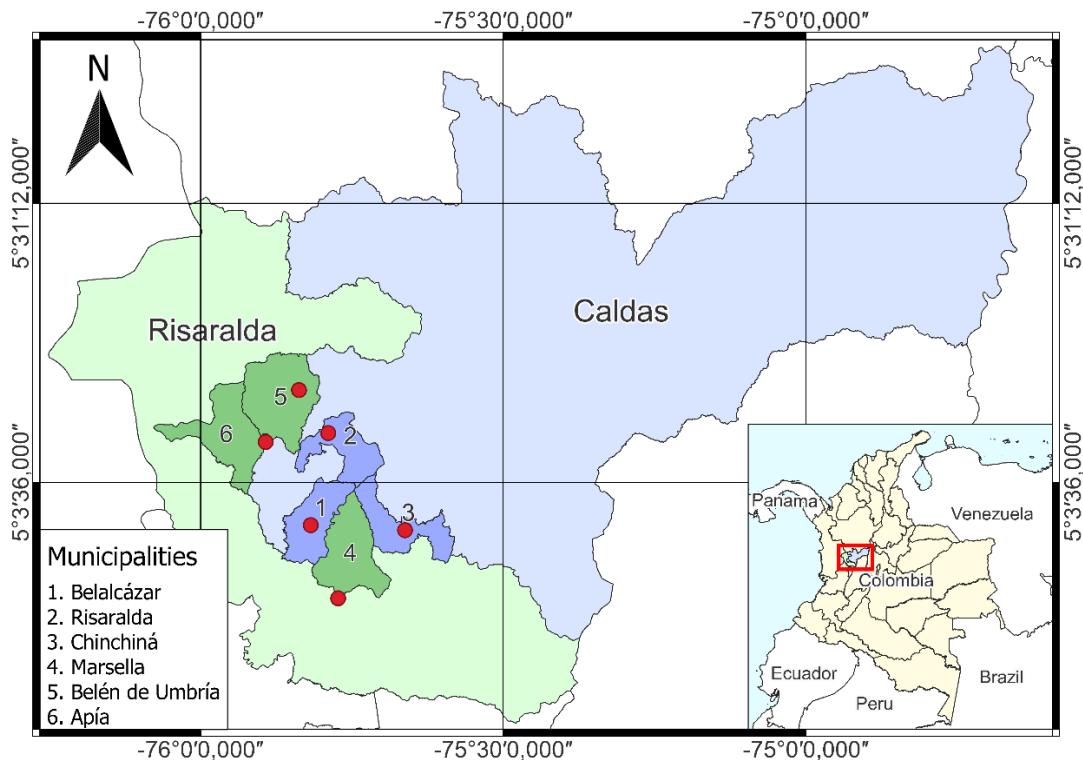 -76°0′0,000″ -75°30′0,000″ -75°0′0,000″
N
5°31′12,000″ 5°31′12,000″
Risaralda
Caldas
5
6
2
5°3′36,000″ 5°3′36,000″
1
3
4
Municipalities
1. Belalcázar
2. Risaralda
3. Chinchiná
4. Marsella
5. Belén de Umbría
6. Apía
Panama
Venezuela
Colombia
Ecuador
Brazil
Peru
-76°0′0,000″ -75°30′0,000″ -75°0′0,000″